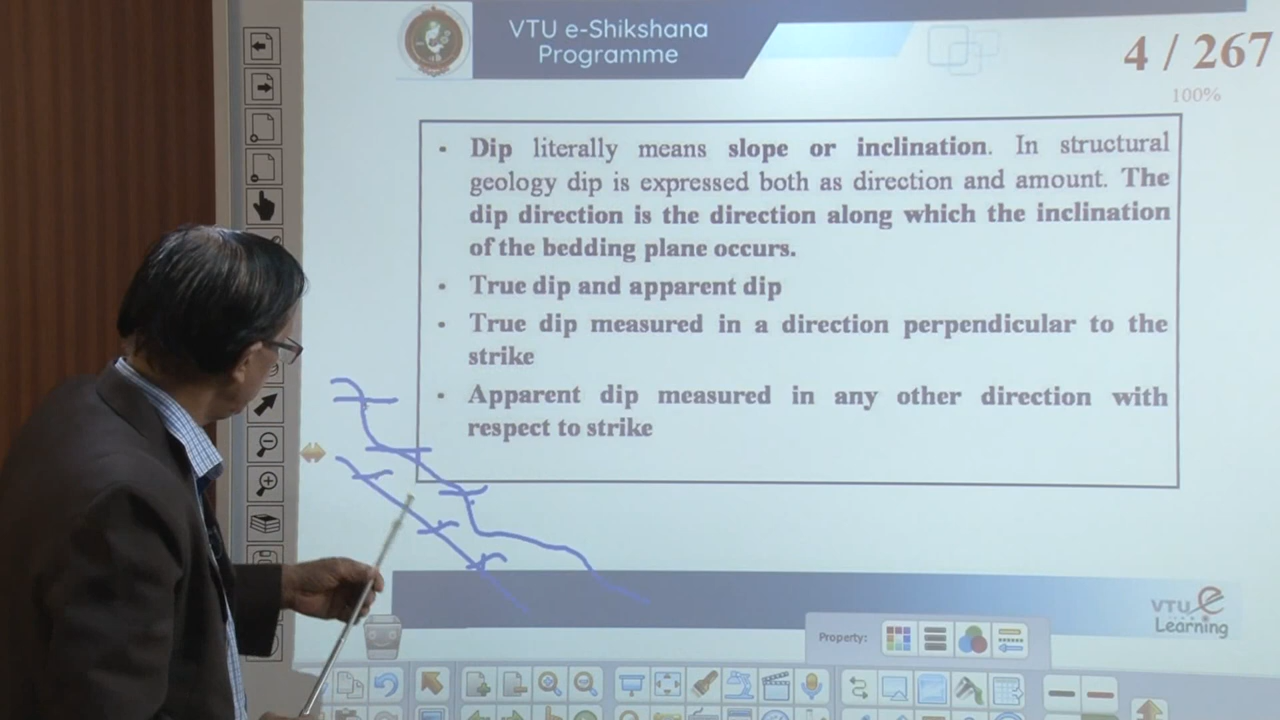 VTU e-Shikshana
Programme
4 / 267
100%
• Dip literally means slope or inclination. In structural
geology dip is expressed both as direction and amount. The
dip direction is the direction along which the inclination
of the bedding plane occurs.
• True dip and apparent dip
• True dip measured in a direction perpendicular to the
strike
• Apparent dip measured in any other direction with
respect to strike
VTU e
Learning
Property: